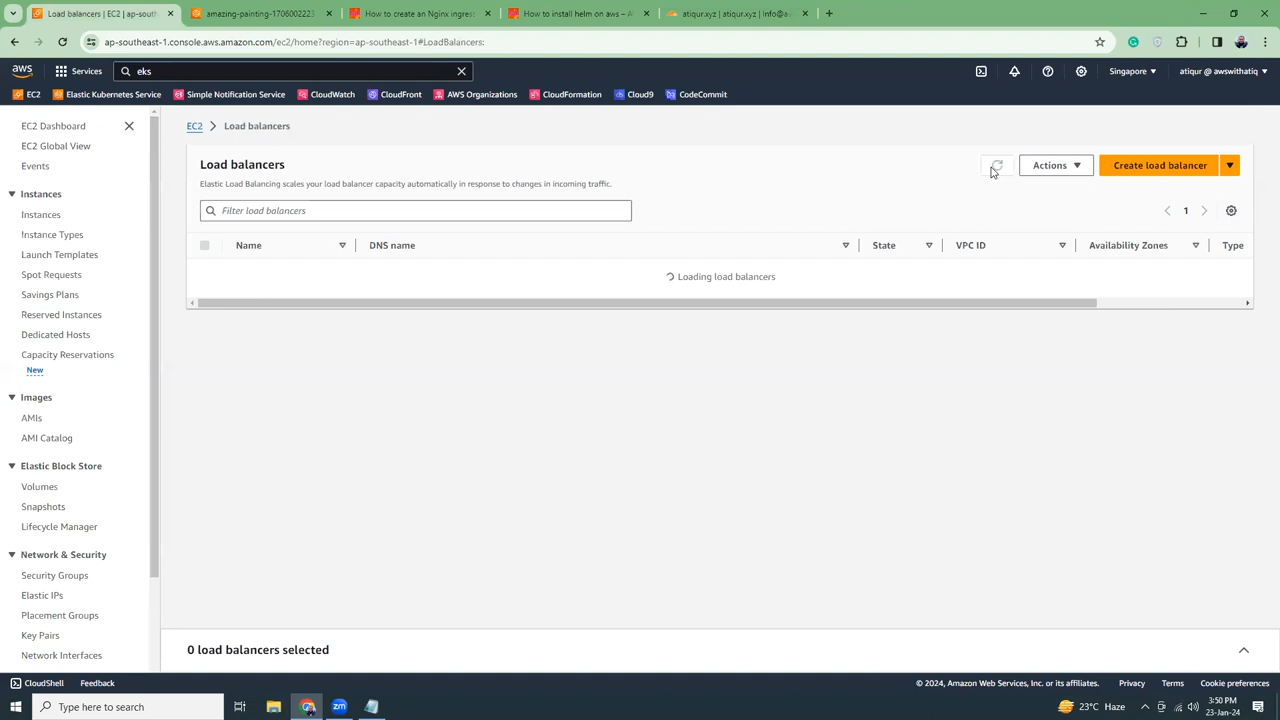 Load balancers | EC2 | ap-south
amazing-painting-1706002223
How to create an Nginx ingres
How to install helm on aws – A
atiqur.xyz | Info@aw
ap-southeast-1.console.aws.amazon.com/ec2/home?region=ap-southeast-1#LoadBalancers:
aws
Services
eks
Singapore
atiqur @ awswithatiq
EC2
Elastic Kubernetes Service
Simple Notification Service
CloudWatch
CloudFront
AWS Organizations
CloudFormation
Cloud9
CodeCommit
EC2 Dashboard
EC2 Global View
Events
Instances
Instances
Instance Types
Launch Templates
Spot Requests
Savings Plans
Reserved Instances
Dedicated Hosts
Capacity Reservations
New
Images
AMIs
AMI Catalog
Elastic Block Store
Volumes
Snapshots
Lifecycle Manager
Network & Security
Security Groups
Elastic IPs
Placement Groups
Key Pairs
Network Interfaces
EC2 > Load balancers
Load balancers
Actions
Create load balancer
Elastic Load Balancing scales your load balancer capacity automatically in response to changes in incoming traffic.
Filter load balancers
1
Name
DNS name
State
VPC ID
Availability Zones
Type
Loading load balancers
0 load balancers selected
CloudShell
Feedback
© 2024, Amazon Web Services, Inc. or its affiliates.
Privacy
Terms
Cookie preferences
Type here to search
zm
23°C Haze
3:50 PM
23-Jan-24